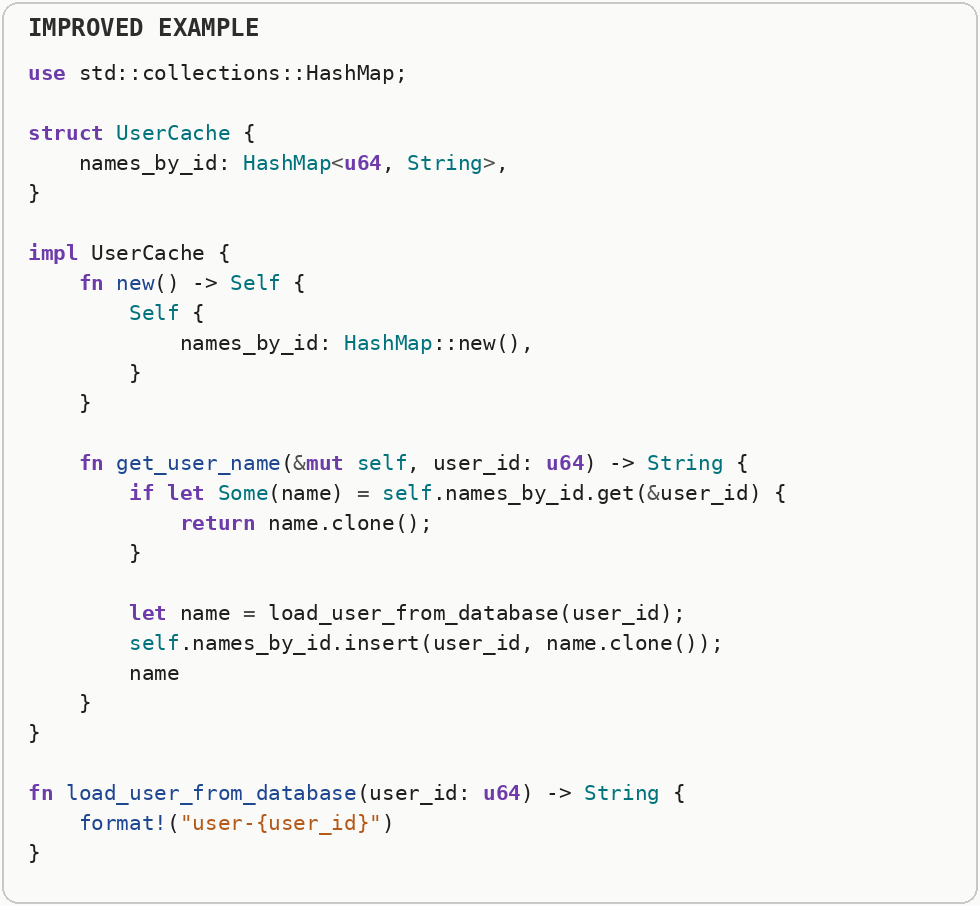 IMPROVED EXAMPLE
use std::collections::HashMap;

struct UserCache {
    names_by_id: HashMap<u64, String>,
}

impl UserCache {
    fn new() -> Self {
        Self {
            names_by_id: HashMap::new(),
        }
    }

    fn get_user_name(&mut self, user_id: u64) -> String {
        if let Some(name) = self.names_by_id.get(&user_id) {
            return name.clone();
        }

        let name = load_user_from_database(user_id);
        self.names_by_id.insert(user_id, name.clone());
        name
    }
}

fn load_user_from_database(user_id: u64) -> String {
    format!("user-{user_id}")
}